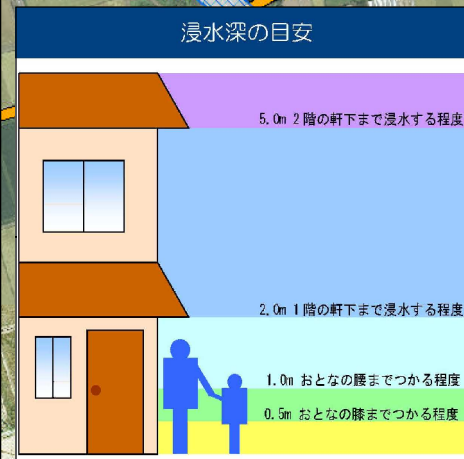 浸水深の目安
5.0m 2階の軒下まで浸水する程度
2.0m 1階の軒下まで浸水する程度
1.0m おとなの腰までつかる程度
0.5m おとなの膝までつかる程度